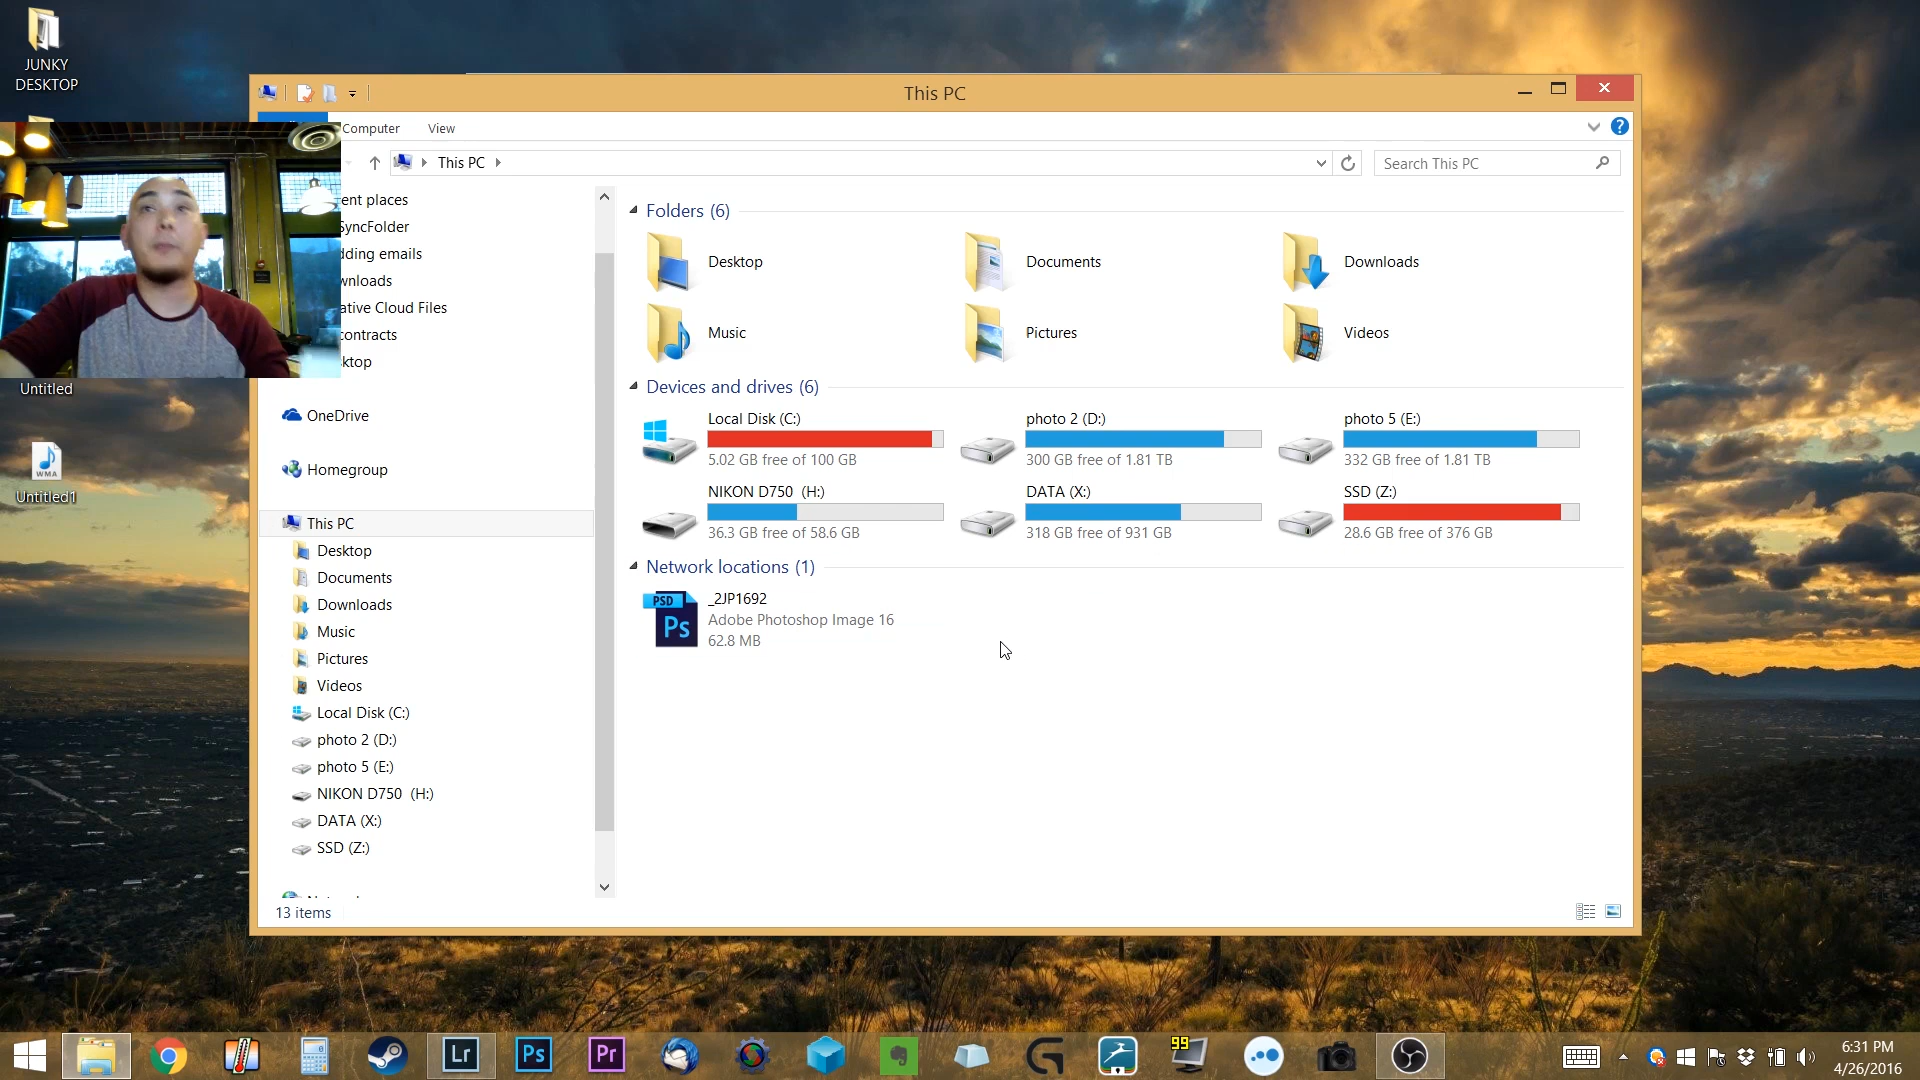 JUNKY
DESKTOP
This PC
Computer
View
This PC
Search This PC
ent places
SyncFolder
dding emails
wnloads
ative Cloud Files
contracts
ktop
Untitled
WMA
Untitled1
OneDrive
Homegroup
This PC
Desktop
Documents
Downloads
Music
Pictures
Videos
Local Disk (C:)
photo 2 (D:)
photo 5 (E:)
NIKON D750  (H:)
DATA (X:)
SSD (Z:)
13 items
Folders (6)
Desktop
Documents
Downloads
Music
Pictures
Videos
Devices and drives (6)
Local Disk (C:)
5.02 GB free of 100 GB
photo 2 (D:)
300 GB free of 1.81 TB
photo 5 (E:)
332 GB free of 1.81 TB
NIKON D750  (H:)
36.3 GB free of 58.6 GB
DATA (X:)
318 GB free of 931 GB
SSD (Z:)
28.6 GB free of 376 GB
Network locations (1)
PSD
Ps
_2JP1692
Adobe Photoshop Image 16
62.8 MB
Lr
Ps
Pr
99
6:31 PM
4/26/2016